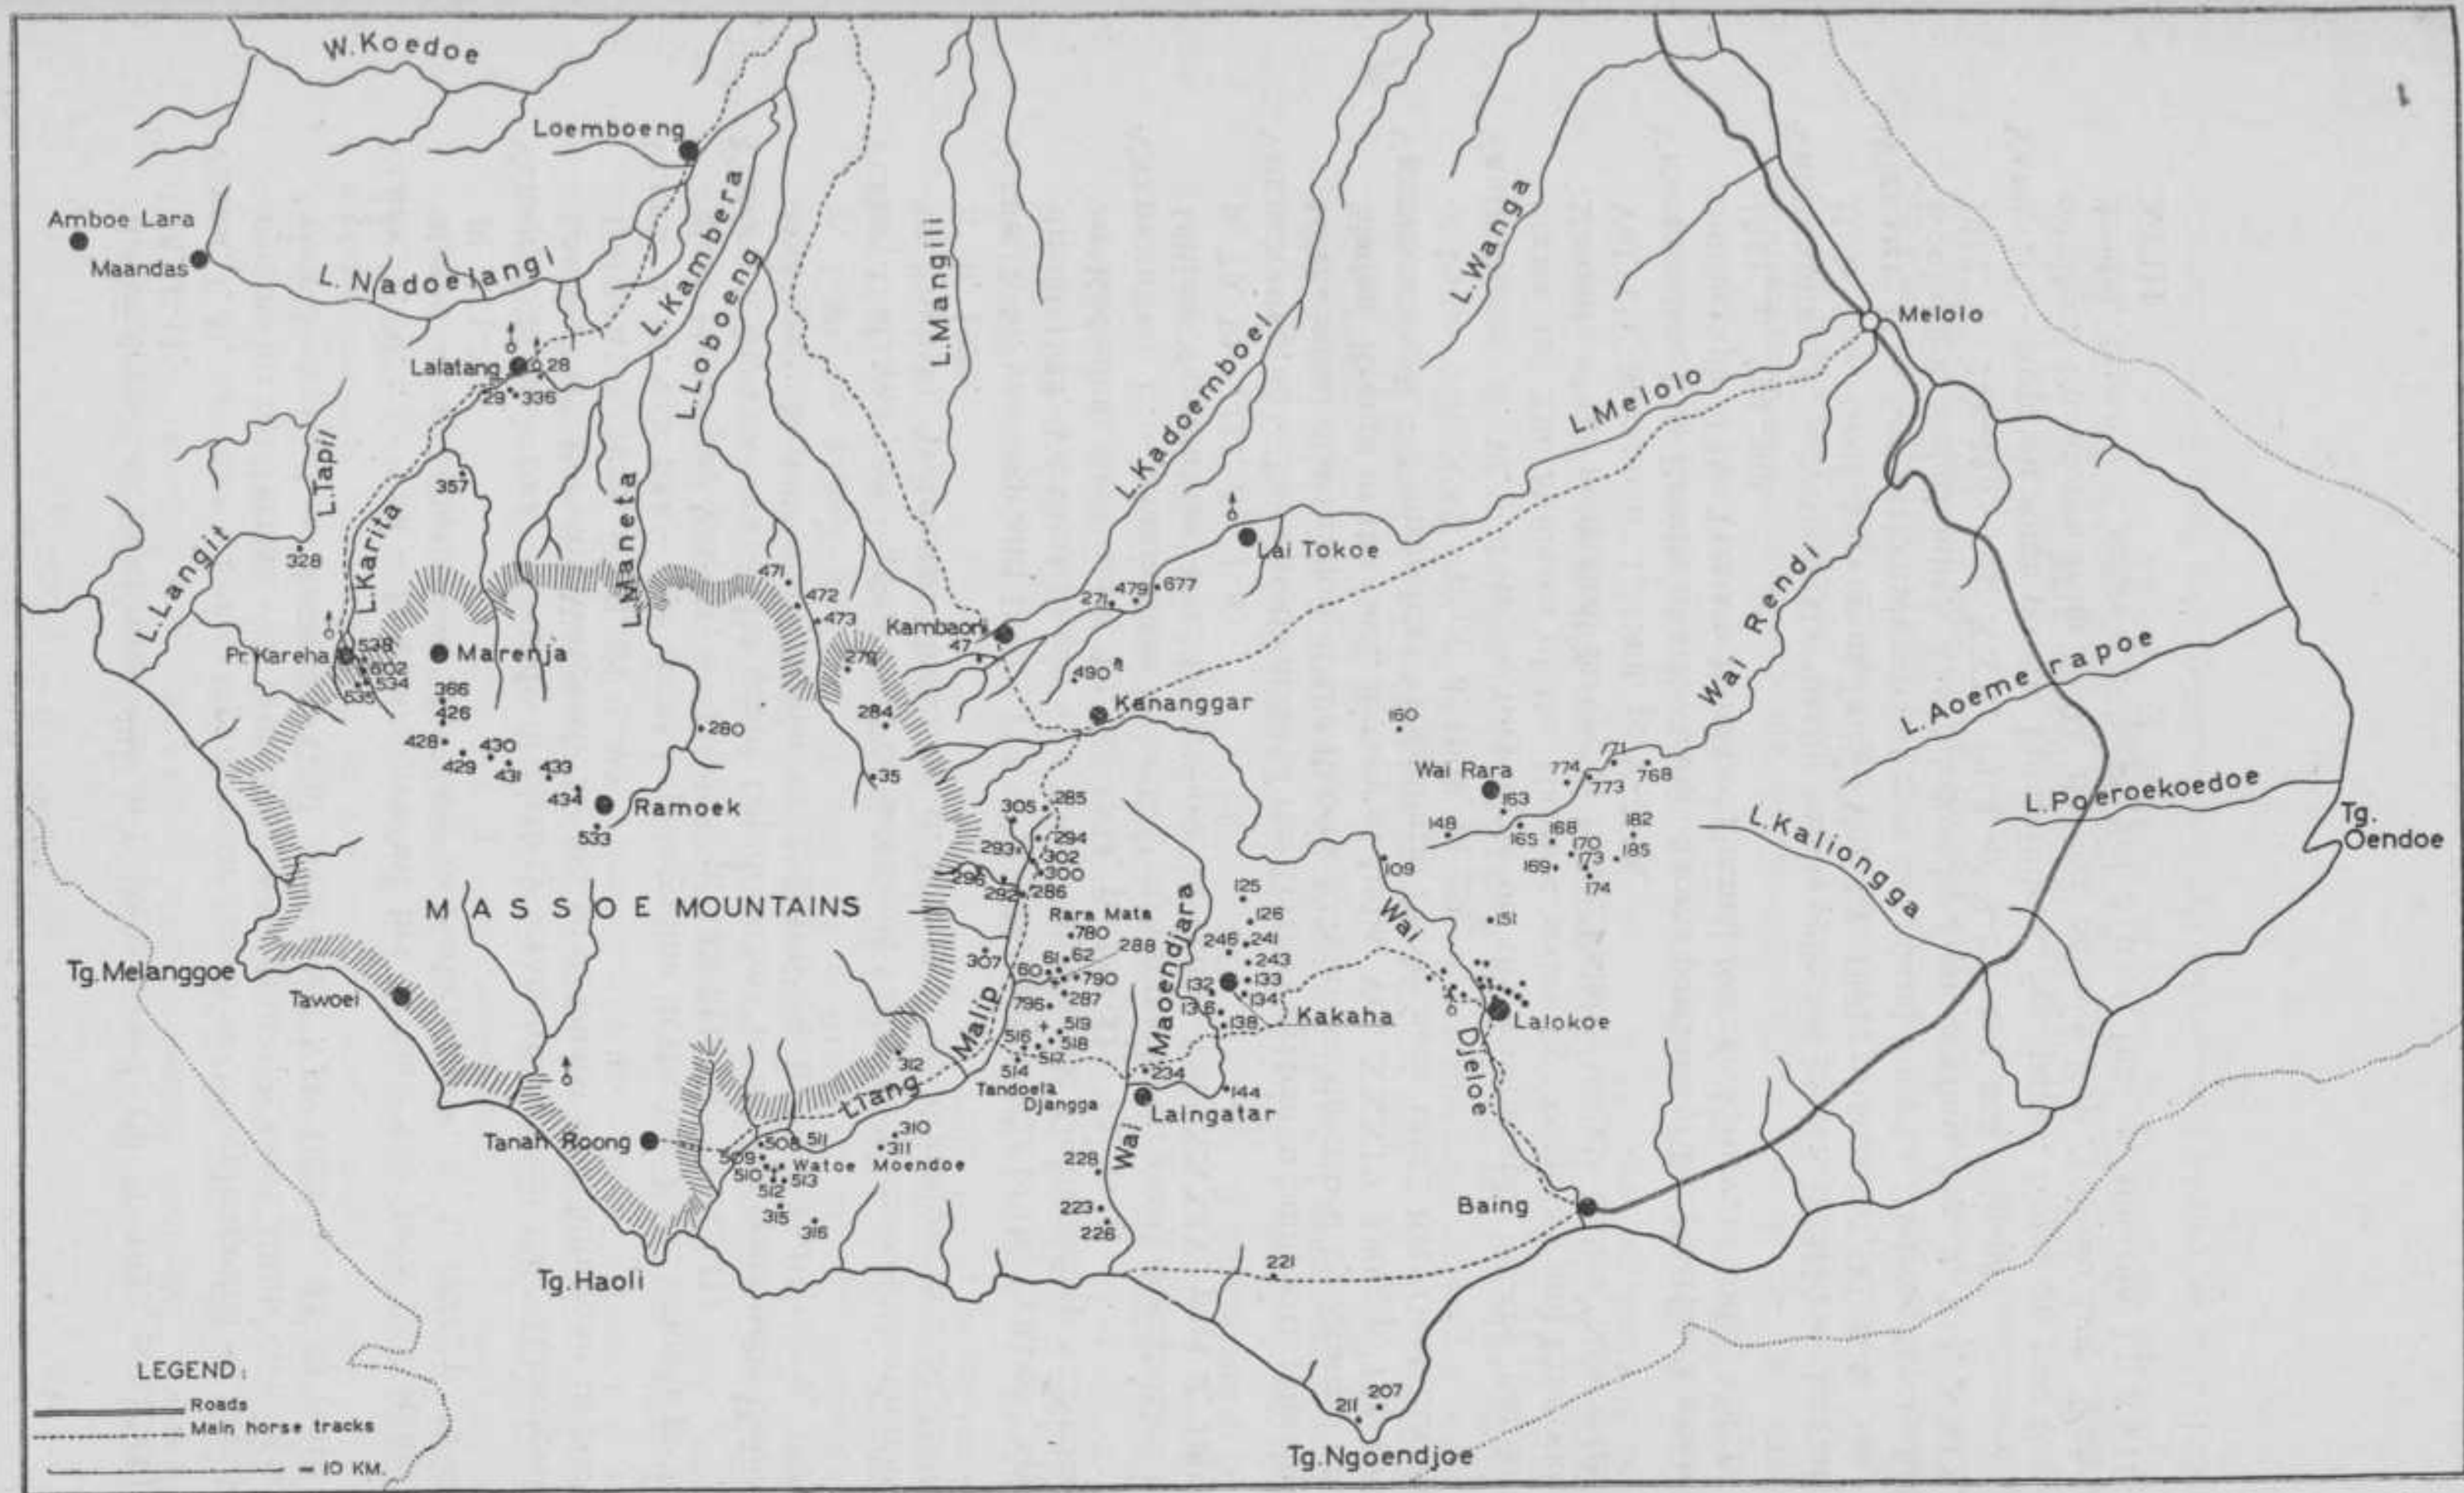 W. Koedoe
Loemboeng
Amboe Lara
Maandas
L. Nadoelangi
L. Kambera
L. Loboeng
L. Mangili
L. Kadoemboel
L. Wanga
Melolo
L. Melolo
Lalatang
28
29
336
L. Tapil
357
L. Langit
328
L. Karita
L. Maneta
471
472
473
Lai Tokoe
271
479
677
Kambaori
47
490
Kananggar
Pr. Kareha
538
602
534
535
Marenja
366
426
428
429
430
431
433
434
Ramoek
533
279
284
280
35
160
Wai Rendi
L. Aoeme rapoe
Wai Rara
774
171
773
768
163
148
165
168
170
182
169
173
185
174
L. Kaliongga
L. Poeroekoedoe
Tg.
Oendoe
305
285
293
294
302
300
296
292
286
109
151
125
126
Rara Mata
780
288
246
241
243
307
60
61
62
790
796
287
132
133
134
136
138
Kakaha
MASSOE MOUNTAINS
Tg. Melanggoe
Tawoei
Wai Maoendjara
Wai Djeloe
Lalokoe
519
516
518
517
514
234
Tandoela
Djangga
144
Laingatar
312
Liang Malip
Tanah Roong
508
511
310
311
509
Watoe Moendoe
510
513
512
315
316
228
223
226
Baing
221
Tg. Haoli
207
211
Tg. Ngoendjoe
LEGEND:
Roads
Main horse tracks
= 10 KM.